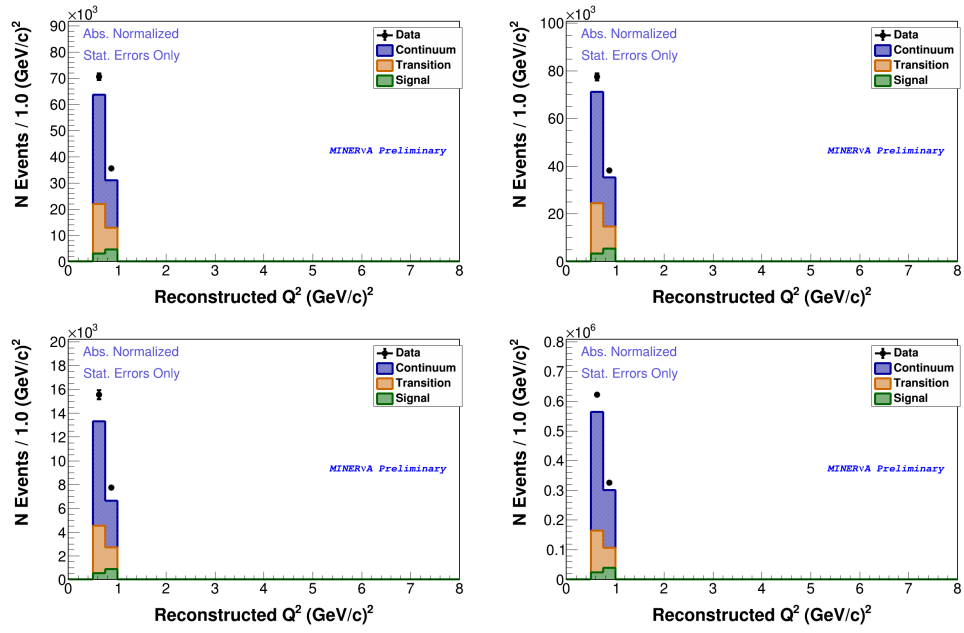 ×10³
N Events / 1.0 (GeV/c)²
90
80
70
60
50
40
30
20
10
0
Abs. Normalized
Stat. Errors Only
Data
Continuum
Transition
Signal
MINERνA Preliminary
0 1 2 3 4 5 6 7 8
Reconstructed Q² (GeV/c)²
×10³
N Events / 1.0 (GeV/c)²
100
80
60
40
20
0
Abs. Normalized
Stat. Errors Only
Data
Continuum
Transition
Signal
MINERνA Preliminary
0 1 2 3 4 5 6 7 8
Reconstructed Q² (GeV/c)²
×10³
N Events / 1.0 (GeV/c)²
20
18
16
14
12
10
8
6
4
2
0
Abs. Normalized
Stat. Errors Only
Data
Continuum
Transition
Signal
MINERνA Preliminary
0 1 2 3 4 5 6 7 8
Reconstructed Q² (GeV/c)²
×10⁶
N Events / 1.0 (GeV/c)²
0.8
0.7
0.6
0.5
0.4
0.3
0.2
0.1
0
Abs. Normalized
Stat. Errors Only
Data
Continuum
Transition
Signal
MINERνA Preliminary
0 1 2 3 4 5 6 7 8
Reconstructed Q² (GeV/c)²